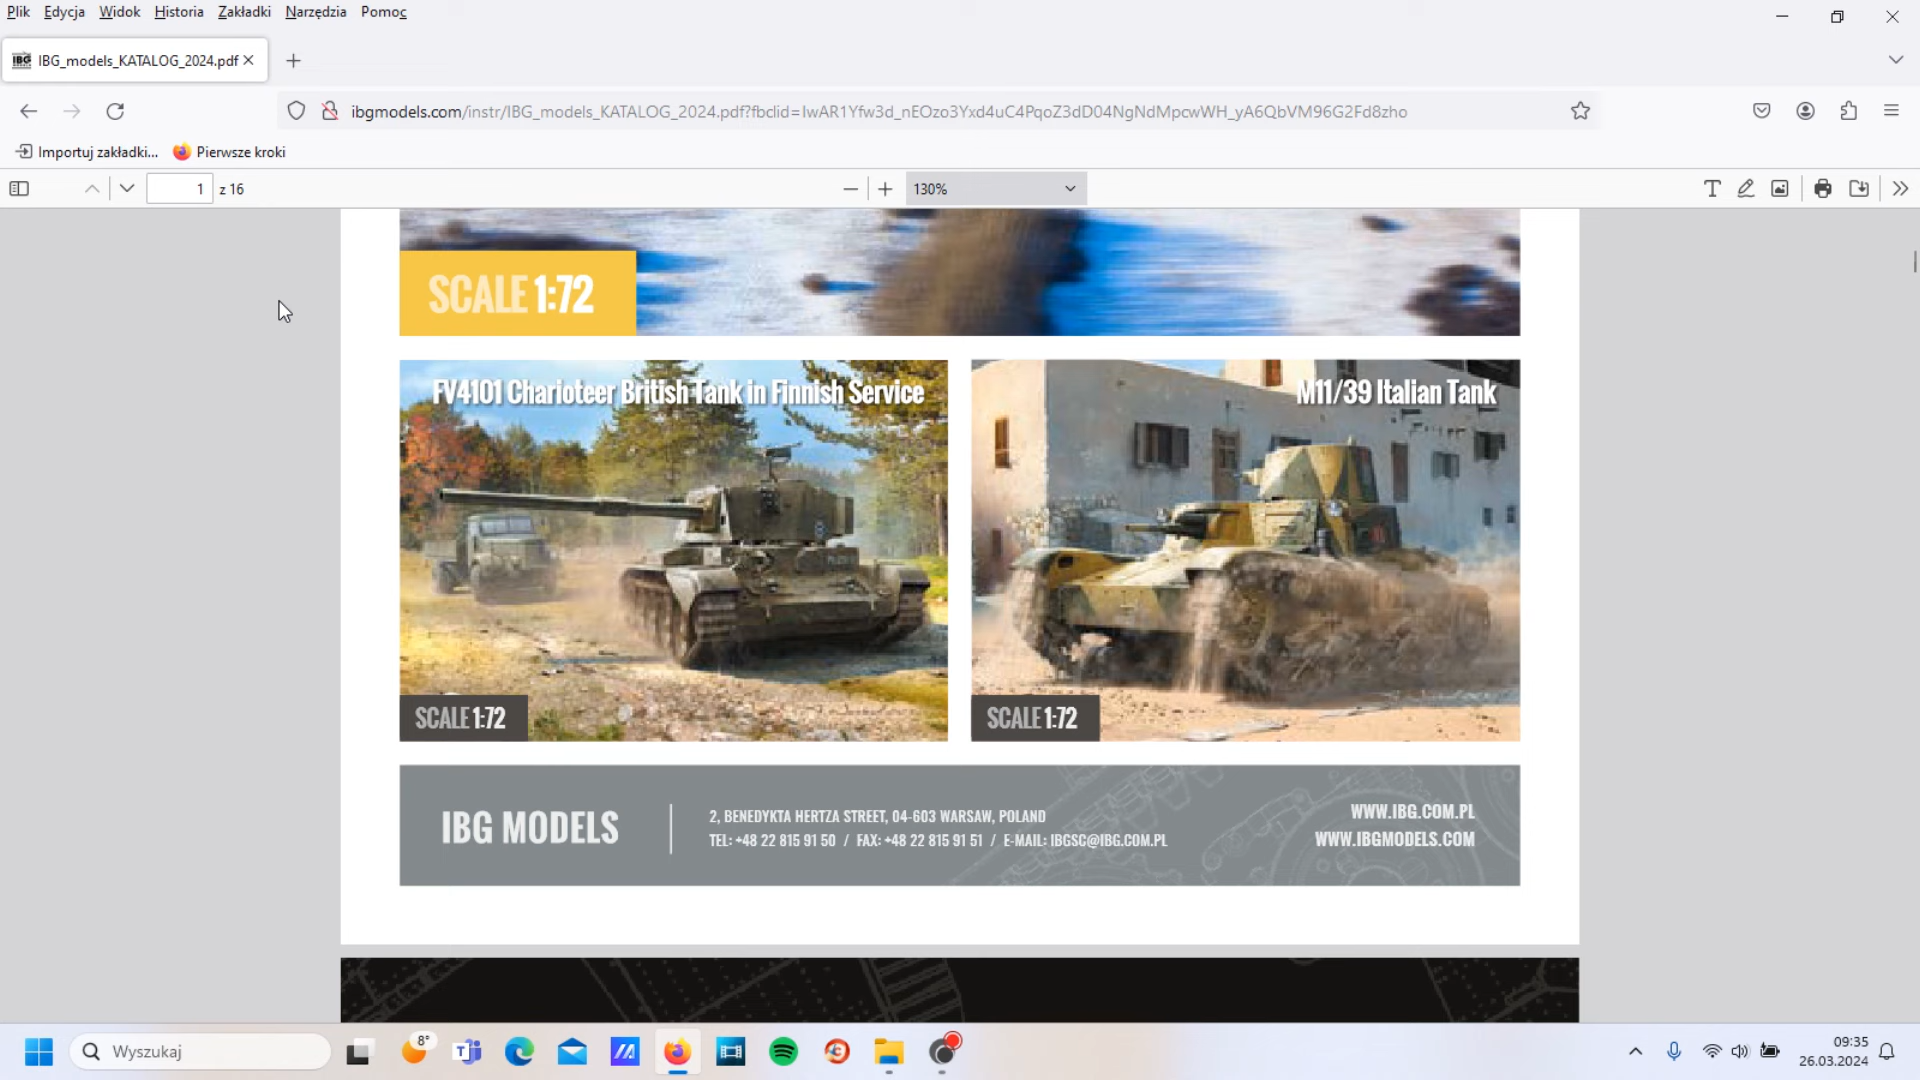 Plik Edycja Widok Historia Zakładki Narzędzia Pomoc
IBG IBG_models_KATALOG_2024.pdf
ibgmodels.com/instr/IBG_models_KATALOG_2024.pdf?fbclid=IwAR1Yfw3d_nEOzo3Yxd4uC4PqoZ3dD04NgNdMpcwWH_yA6QbVM96G2Fd8zho
Importuj zakładki... Pierwsze kroki
1 z 16 130%
SCALE 1:72
FV4101 Charioteer British Tank in Finnish Service
SCALE 1:72
M11/39 Italian Tank
SCALE 1:72
IBG MODELS
2, BENEDYKTA HERTZA STREET, 04-603 WARSAW, POLAND
TEL: +48 22 815 91 50 / FAX: +48 22 815 91 51 / E-MAIL: IBGSC@IBG.COM.PL
WWW.IBG.COM.PL
WWW.IBGMODELS.COM
Wyszukaj
8°
09:35
26.03.2024